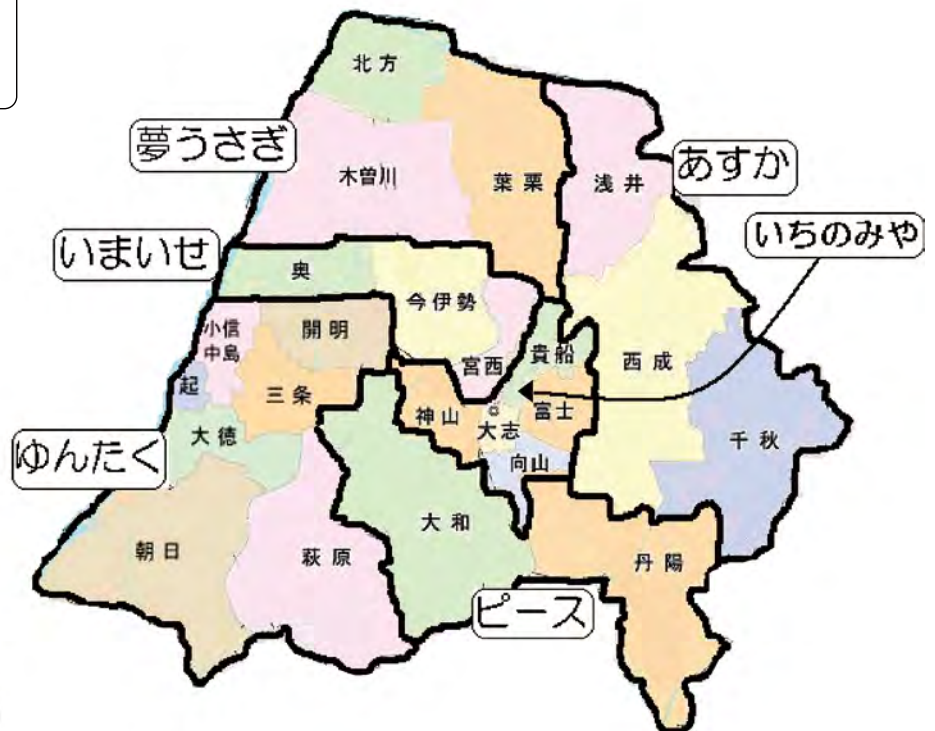 北方
夢うさぎ
木曽川
葉栗
浅井
あすか
いちのみや
いまいせ
奥
今伊勢
小信
中島
開明
宮西
貴船
西成
起
三条
神山
大志
富士
千秋
大徳
ゆんたく
向山
朝日
萩原
大和
丹陽
ピース